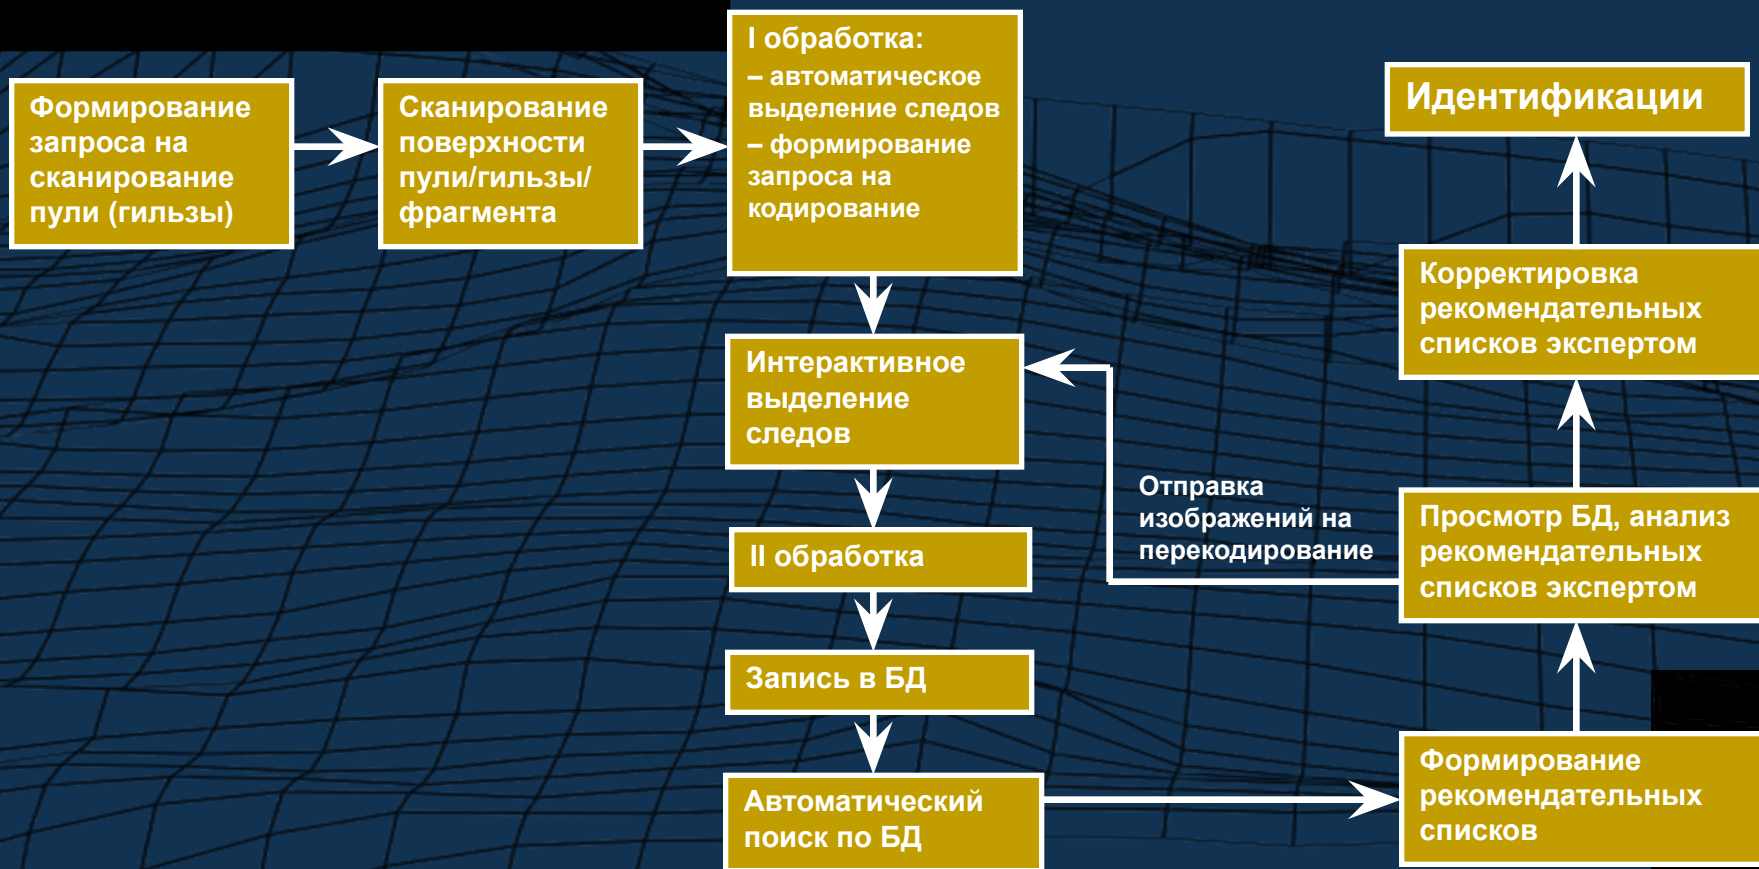 Формирование
запроса на
сканирование
пули (гильзы)
Сканирование
поверхности
пули/гильзы/
фрагмента
I обработка:
– автоматическое
выделение следов
– формирование
запроса на
кодирование
Интерактивное
выделение
следов
II обработка
Запись в БД
Автоматический
поиск по БД
Отправка
изображений на
перекодирование
Идентификации
Корректировка
рекомендательных
списков экспертом
Просмотр БД, анализ
рекомендательных
списков экспертом
Формирование
рекомендательных
списков